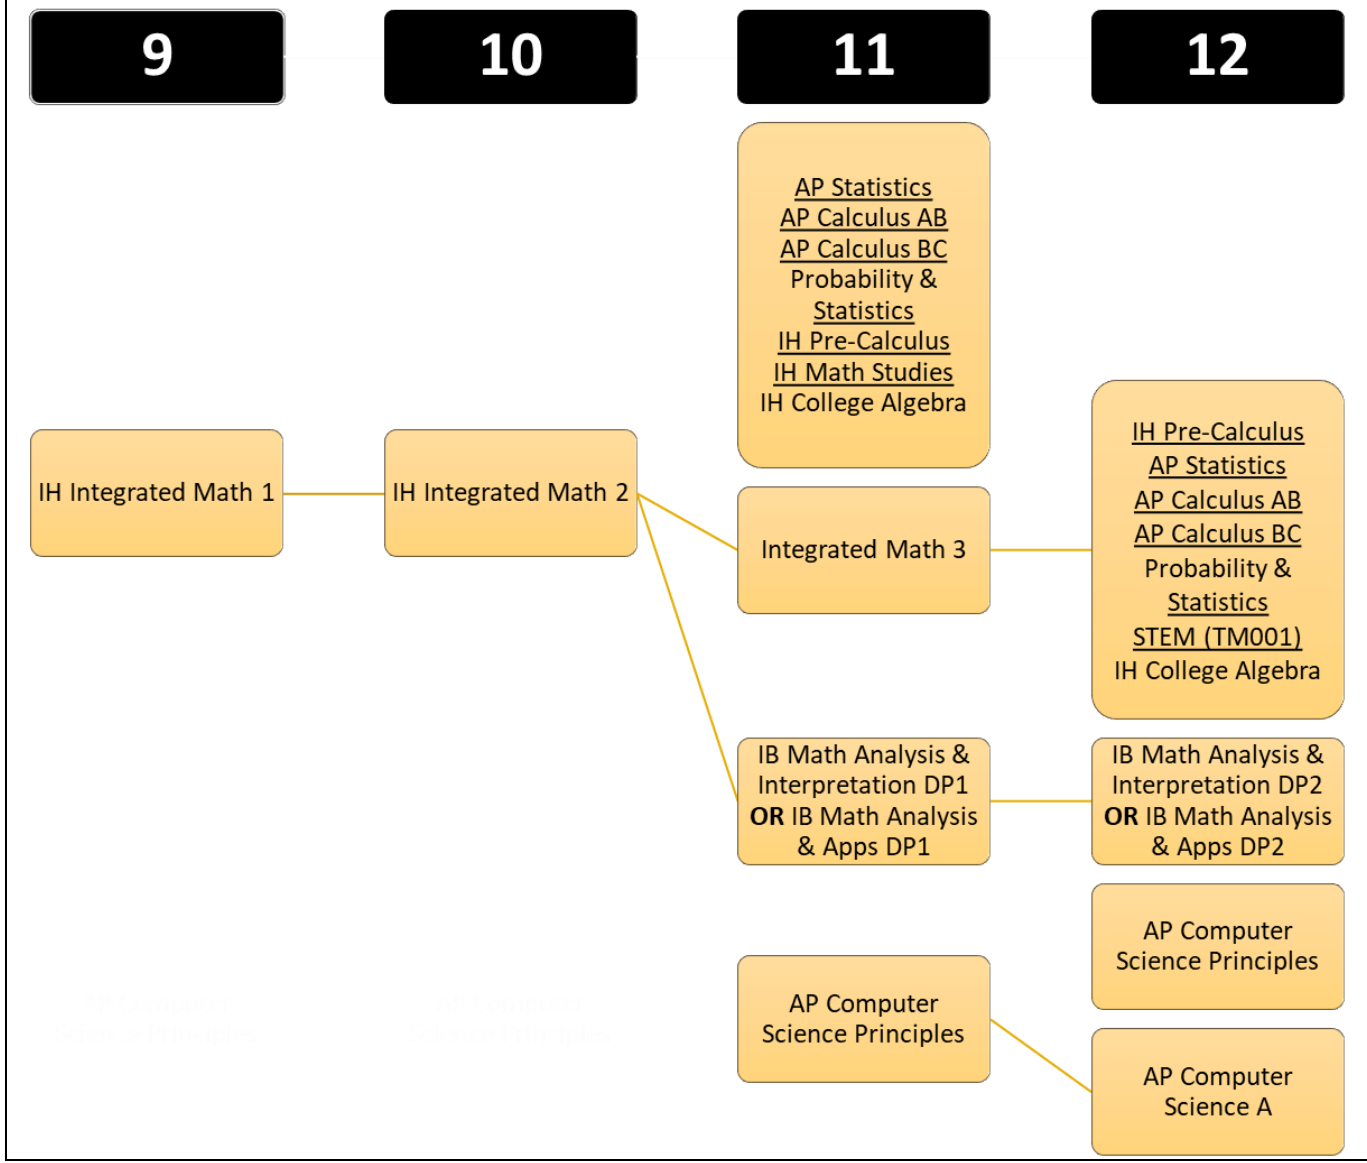 9
10
11
12
AP Statistics
AP Calculus AB
AP Calculus BC
Probability &
Statistics
IH Pre-Calculus
IH Math Studies
IH College Algebra
IH Integrated Math 1
IH Integrated Math 2
Integrated Math 3
IH Pre-Calculus
AP Statistics
AP Calculus AB
AP Calculus BC
Probability &
Statistics
STEM (TM001)
IH College Algebra
IB Math Analysis &
Interpretation DP1
OR IB Math Analysis
& Apps DP1
IB Math Analysis &
Interpretation DP2
OR IB Math Analysis
& Apps DP2
AP Computer
Science Principles
AP Computer
Science Principles
AP Computer
Science A